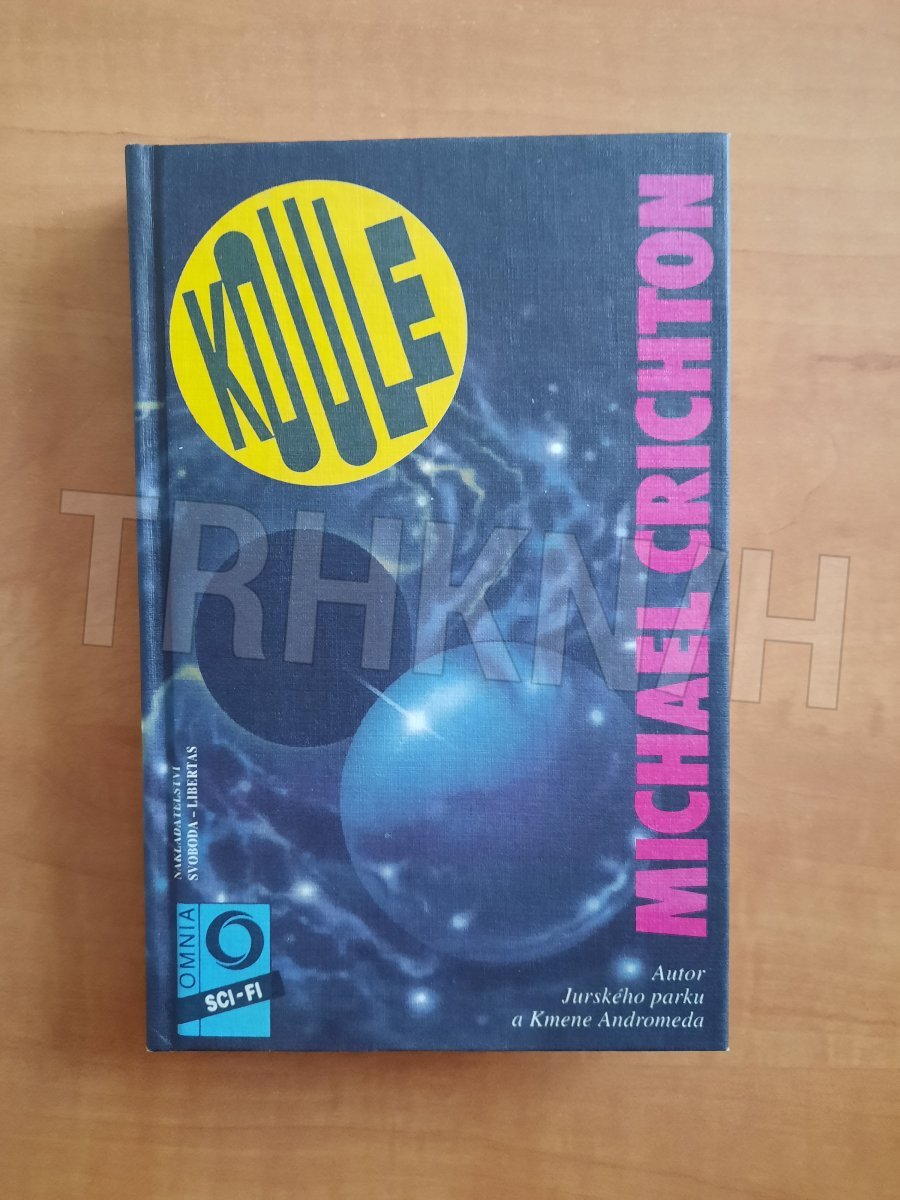 KOULE
MICHAEL CRICHTON
TRHKNIH
NAKLADATELSTVÍ
SVOBODA – LIBERTAS
OMNIA
SCI-FI
Autor
Jurského parku
a Kmene Andromeda